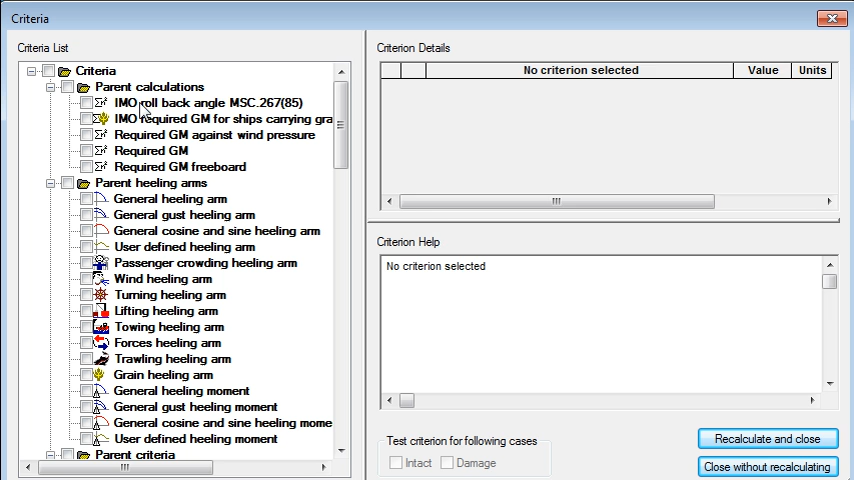 Criteria
Criteria List
Criteria
Parent calculations
IMO roll back angle MSC.267(85)
IMO required GM for ships carrying gra
Required GM against wind pressure
Required GM
Required GM freeboard
Parent heeling arms
General heeling arm
General gust heeling arm
General cosine and sine heeling arm
User defined heeling arm
Passenger crowding heeling arm
Wind heeling arm
Turning heeling arm
Lifting heeling arm
Towing heeling arm
Forces heeling arm
Trawling heeling arm
Grain heeling arm
General heeling moment
General gust heeling moment
General cosine and sine heeling mome
User defined heeling moment
Parent criteria
Criterion Details
No criterion selected Value Units
Criterion Help
No criterion selected
Test criterion for following cases
Intact Damage
Recalculate and close
Close without recalculating